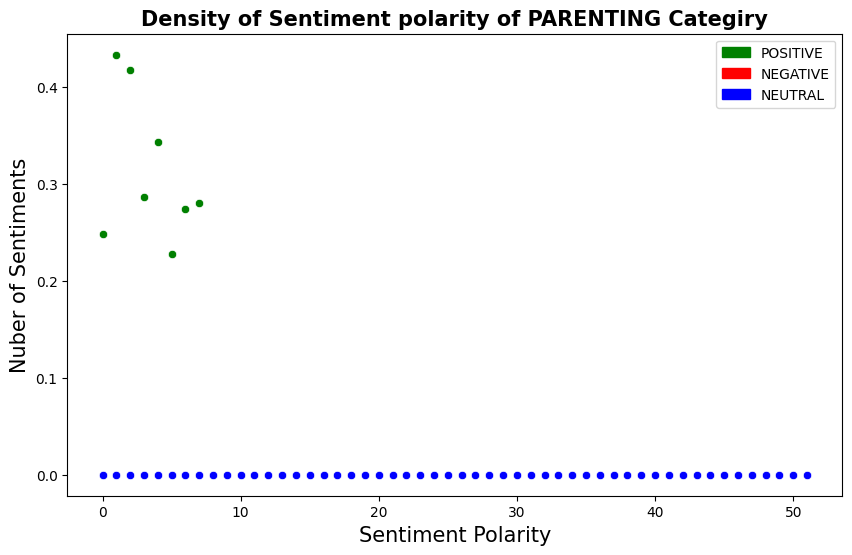 Density of Sentiment polarity of PARENTING Categiry
POSITIVE
NEGATIVE
NEUTRAL
Nuber of Sentiments
0.4
0.3
0.2
0.1
0.0
0 10 20 30 40 50
Sentiment Polarity